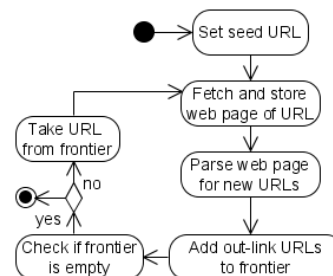 Set seed URL
Fetch and store
web page of URL
Take URL
from frontier
Parse web page
for new URLs
no
yes
Check if frontier
is empty
Add out-link URLs
to frontier